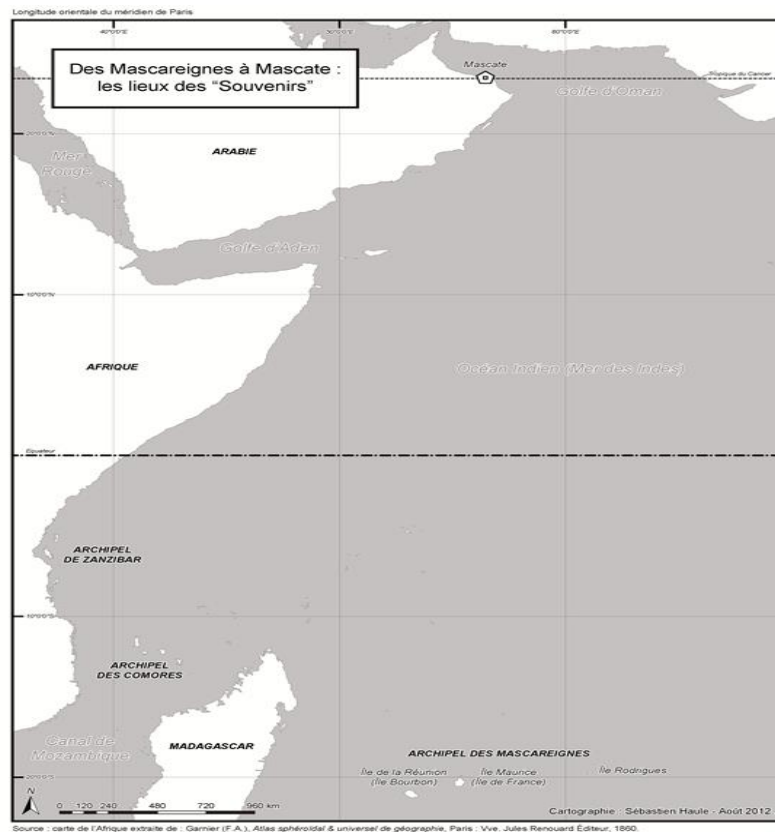 Longitude orientale du méridien de Paris
40°0'0"E
50°0'0"E
60°0'0"E
Des Mascareignes à Mascate :
les lieux des "Souvenirs"
Mascate
Tropique du Cancer
Golfe d'Oman
20°0'0"N
ARABIE
Mer
Rouge
Golfe d'Aden
10°0'0"N
AFRIQUE
Océan Indien (Mer des Indes)
Equateur
ARCHIPEL
DE ZANZIBAR
10°0'0"S
ARCHIPEL
DES COMORES
Canal de
Mozambique
MADAGASCAR
ARCHIPEL DES MASCAREIGNES
Île de la Réunion
(Île Bourbon)
Île Maurice
(Île de France)
Île Rodrigues
20°0'0"S
N
0 120 240 480 720 960 km
Cartographie : Sébastien Haule - Août 2012
Source : carte de l'Afrique extraite de : Garnier (F.A.), Atlas sphéroïdal & universel de géographie, Paris : Vve. Jules Renouard Éditeur, 1860.